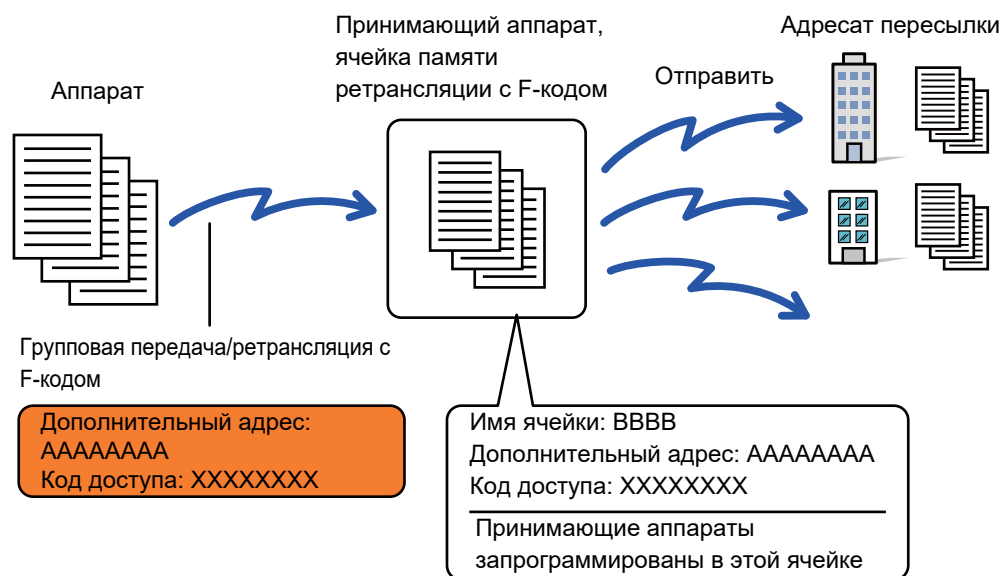 Аппарат
Принимающий аппарат,
ячейка памяти
ретрансляции с F-кодом
Отправить
Адресат пересылки
Групповая передача/ретрансляция с
F-кодом
Дополнительный адрес:
AAAAAAAA
Код доступа: XXXXXXXX
Имя ячейки: BBBB
Дополнительный адрес: AAAAAAAA
Код доступа: XXXXXXXX
Принимающие аппараты
запрограммированы в этой ячейке